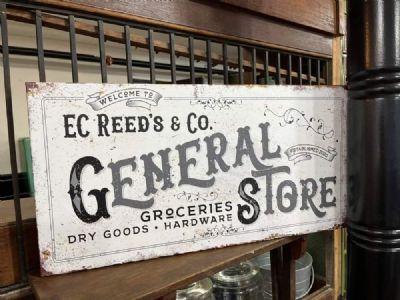 WELCOME TO
EC REED'S & CO.
GENERAL
STORE
GROCERIES
DRY GOODS • HARDWARE